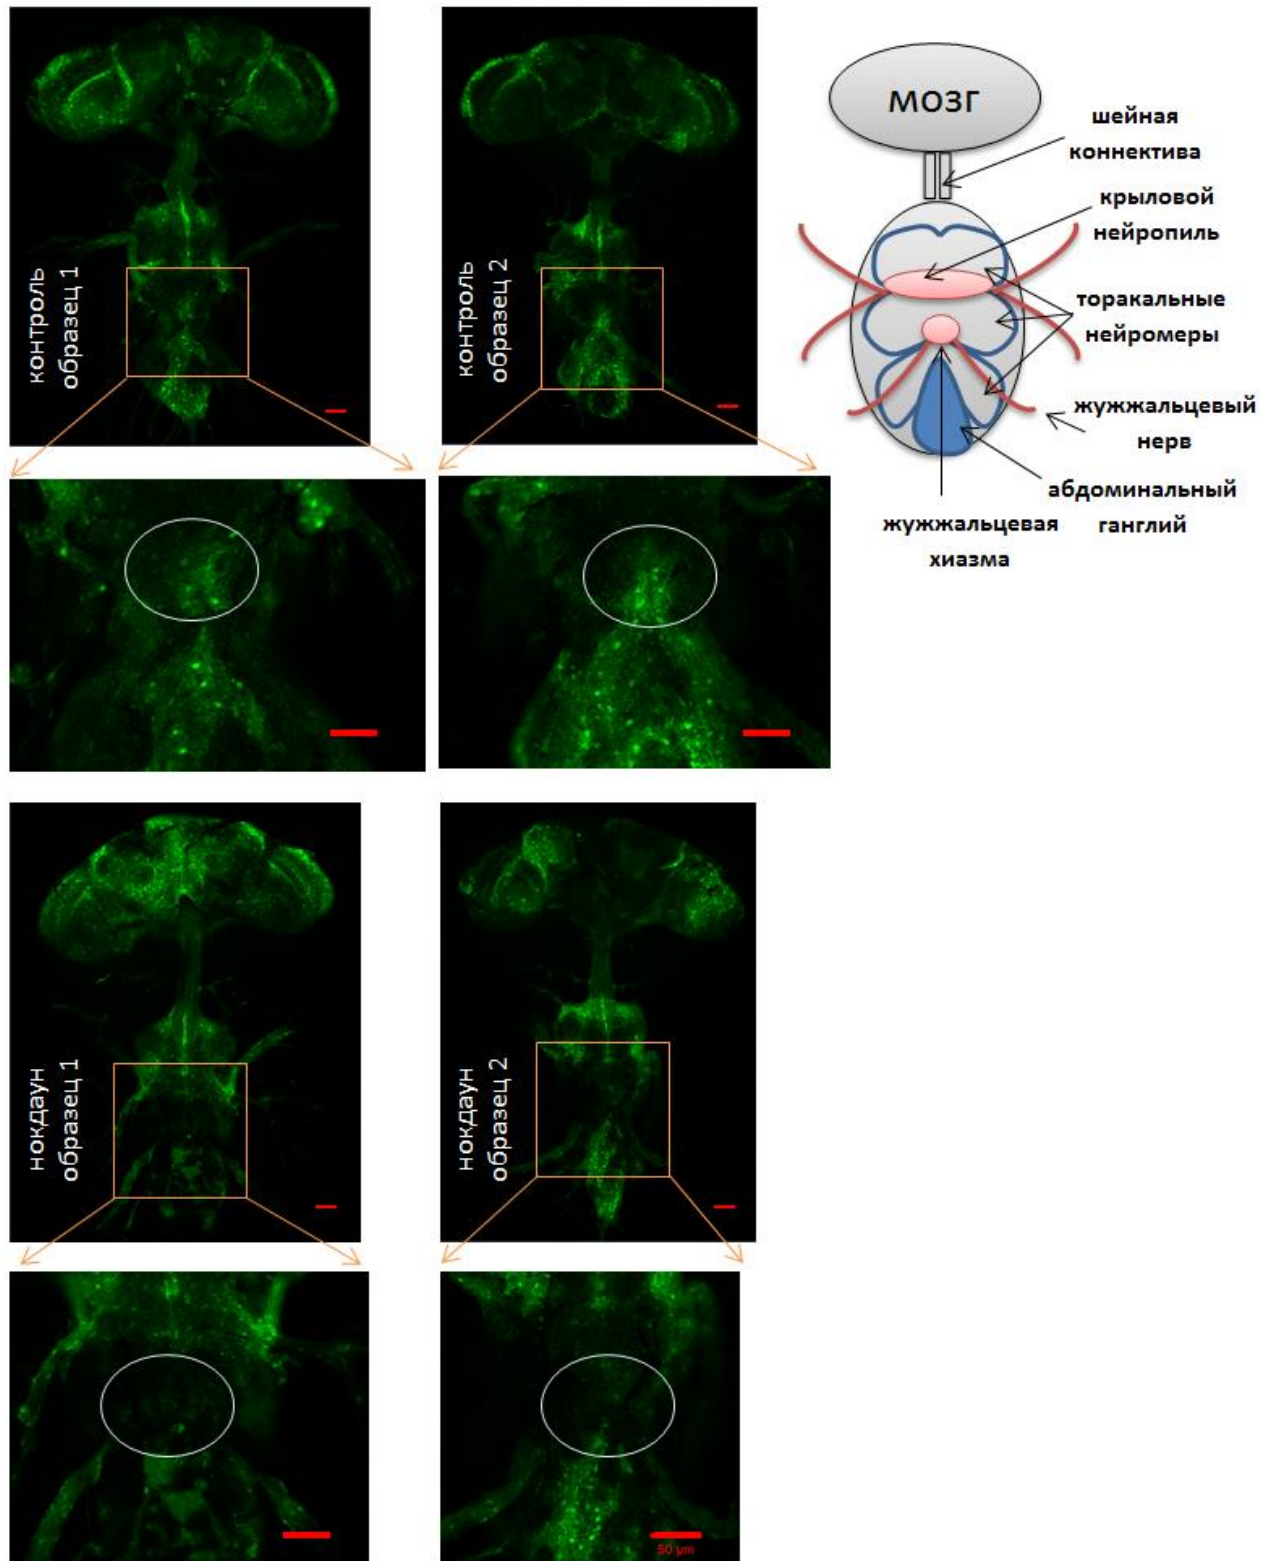 контроль
образец 1
контроль
образец 2
мозг
шейная
коннектива
крыловой
нейропиль
торакальные
нейромеры
жужжальцевый
нерв
абдоминальный
ганглий
жужжальцевая
хиазма
нокдаун
образец 1
нокдаун
образец 2
50 µm